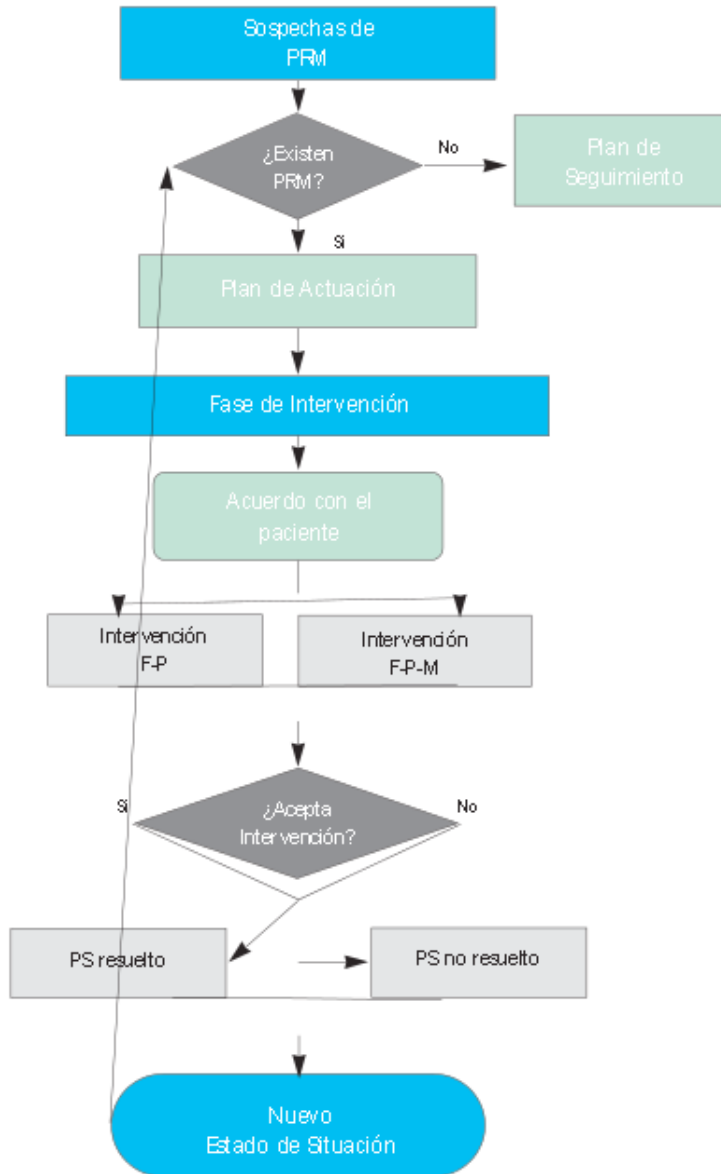 Sospechas de
PRM
¿Existen
PRM?
No
Plan de
Seguimiento
Si
Plan de Actuación
Fase de Intervención
Acuerdo con el
paciente
Intervención
F-P
Intervención
F-P-M
Si
¿Acepta
Intervención?
No
PS resuelto
PS no resuelto
Nuevo
Estado de Situación